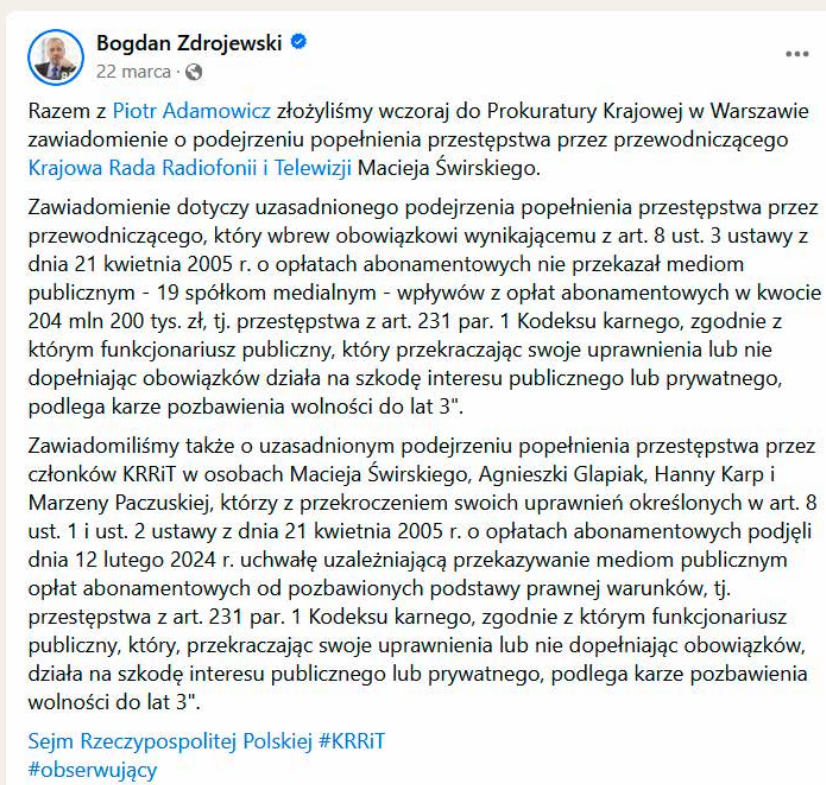 Bogdan Zdrojewski
22 marca ·
Razem z Piotr Adamowicz złożyliśmy wczoraj do Prokuratury Krajowej w Warszawie
zawiadomienie o podejrzeniu popełnienia przestępstwa przez przewodniczącego
Krajowa Rada Radiofonii i Telewizji Macieja Świrskiego.
Zawiadomienie dotyczy uzasadnionego podejrzenia popełnienia przestępstwa przez
przewodniczącego, który wbrew obowiązkowi wynikającemu z art. 8 ust. 3 ustawy z
dnia 21 kwietnia 2005 r. o opłatach abonamentowych nie przekazał mediom
publicznym - 19 spółkom medialnym - wpływów z opłat abonamentowych w kwocie
204 mln 200 tys. zł, tj. przestępstwa z art. 231 par. 1 Kodeksu karnego, zgodnie z
którym funkcjonariusz publiczny, który przekraczając swoje uprawnienia lub nie
dopełniając obowiązków działa na szkodę interesu publicznego lub prywatnego,
podlega karze pozbawienia wolności do lat 3".
Zawiadomiliśmy także o uzasadnionym podejrzeniu popełnienia przestępstwa przez
członków KRRiT w osobach Macieja Świrskiego, Agnieszki Glapiak, Hanny Karp i
Marzeny Paczuskiej, którzy z przekroczeniem swoich uprawnień określonych w art. 8
ust. 1 i ust. 2 ustawy z dnia 21 kwietnia 2005 r. o opłatach abonamentowych podjęli
dnia 12 lutego 2024 r. uchwałę uzależniającą przekazywanie mediom publicznym
opłat abonamentowych od pozbawionych podstawy prawnej warunków, tj.
przestępstwa z art. 231 par. 1 Kodeksu karnego, zgodnie z którym funkcjonariusz
publiczny, który, przekraczając swoje uprawnienia lub nie dopełniając obowiązków,
działa na szkodę interesu publicznego lub prywatnego, podlega karze pozbawienia
wolności do lat 3".
Sejm Rzeczypospolitej Polskiej #KRRiT
#obserwujący